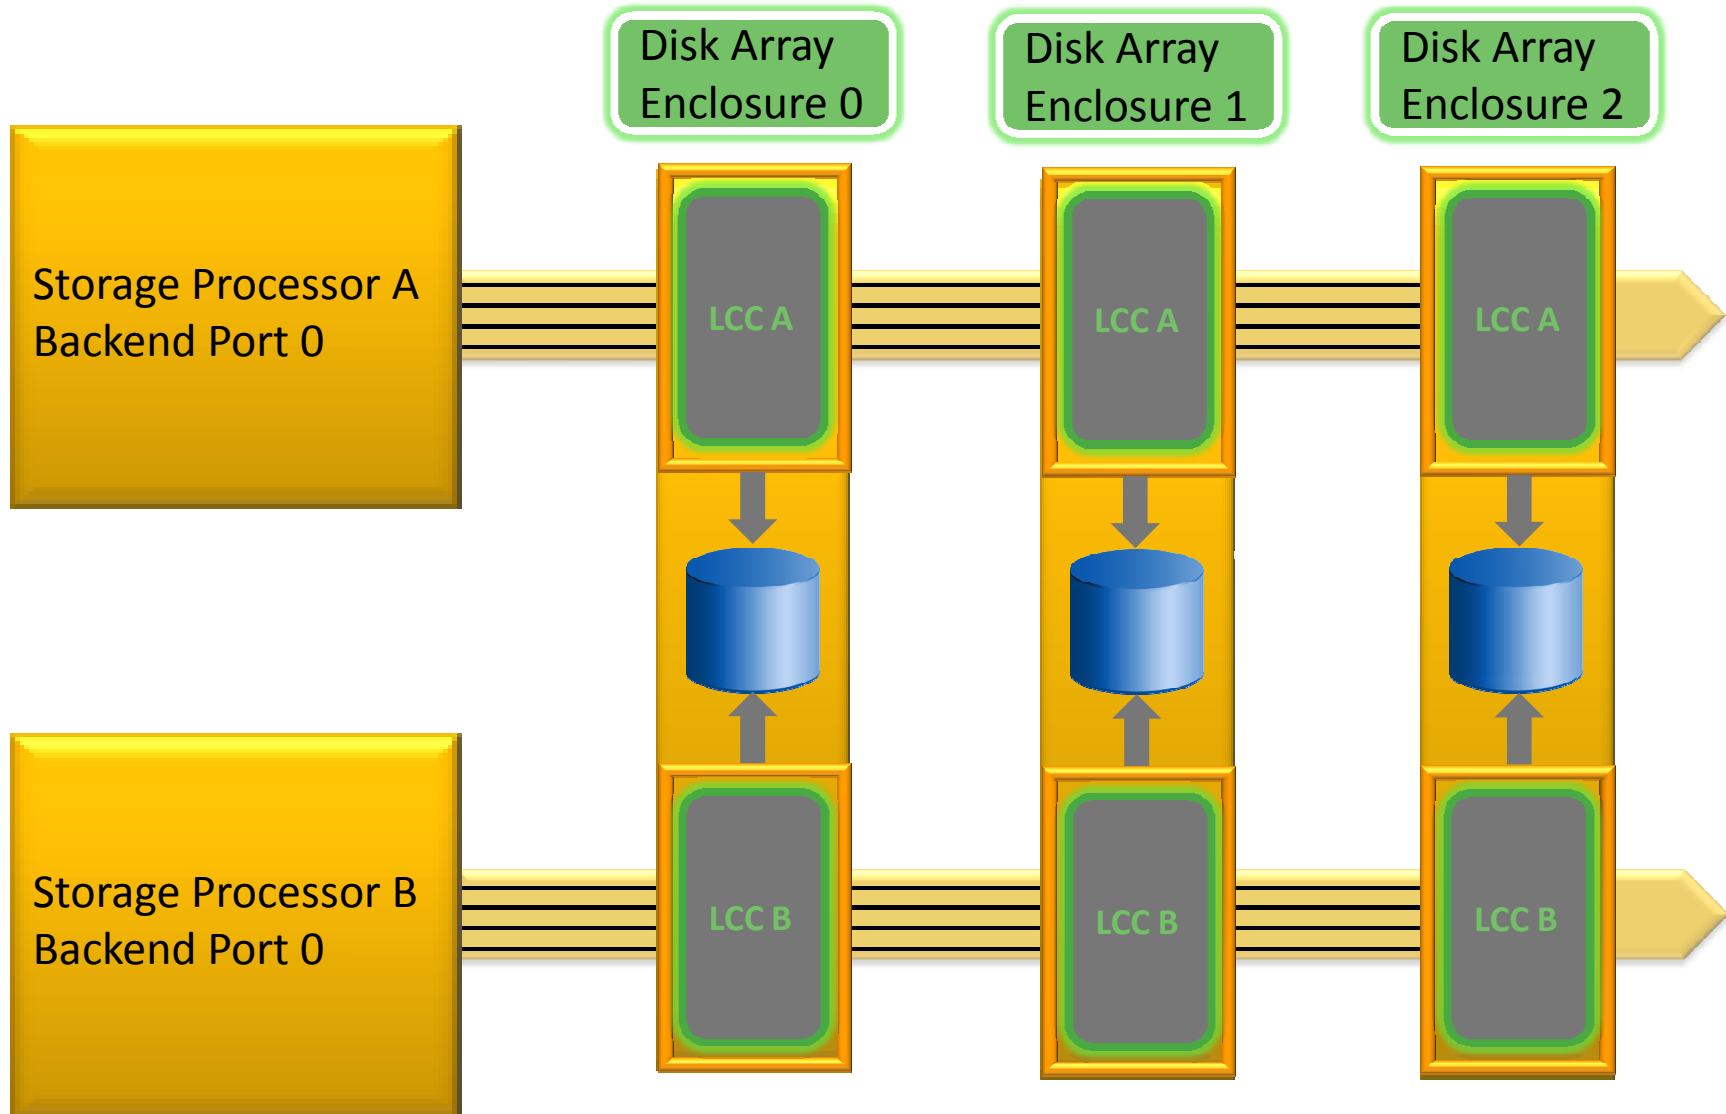 Disk Array
Enclosure 0
Disk Array
Enclosure 1
Disk Array
Enclosure 2
Storage Processor A
Backend Port 0
LCC A
LCC A
LCC A
Storage Processor B
Backend Port 0
LCC B
LCC B
LCC B